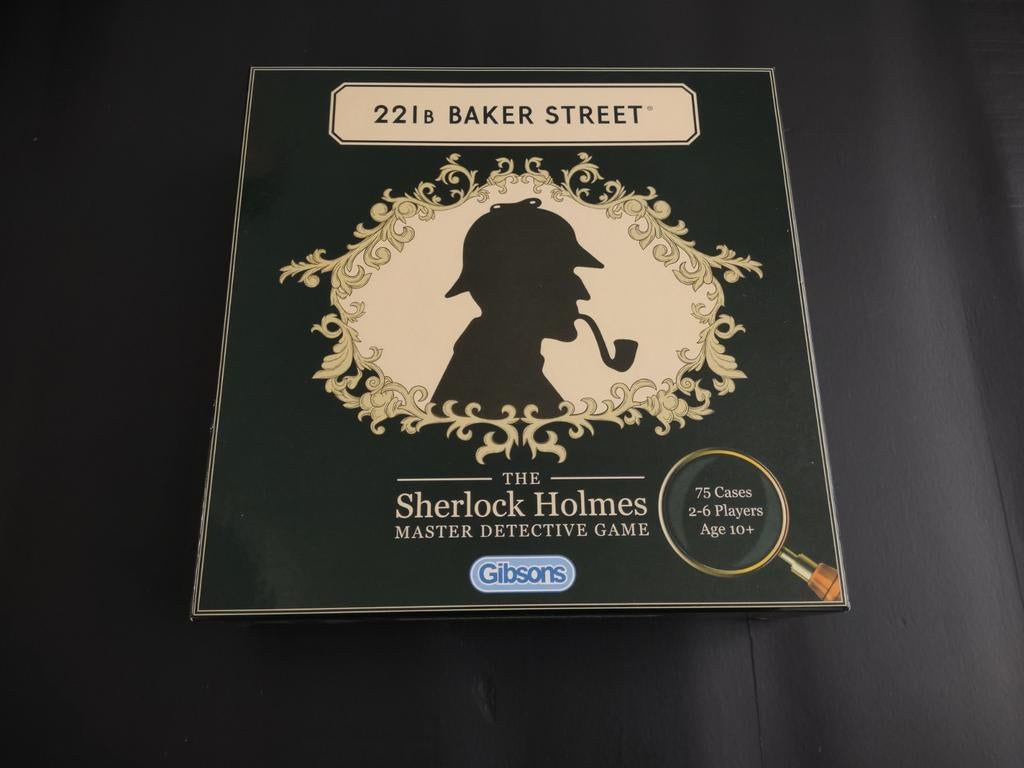 221B BAKER STREET®
THE
Sherlock Holmes
MASTER DETECTIVE GAME
75 Cases
2-6 Players
Age 10+
Gibsons